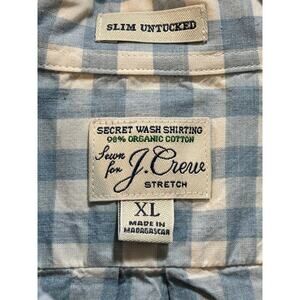 SLIM UNTUCKED
SECRET WASH SHIRTING
98% ORGANIC COTTON
Sewn for J.Crew
STRETCH
XL
MADE IN
MADAGASCAR